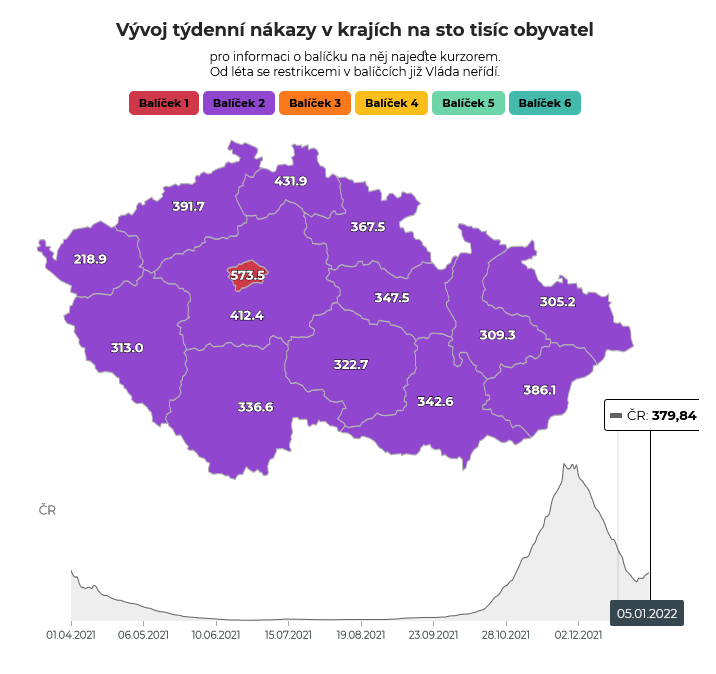 Vývoj týdenní nákazy v krajích na sto tisíc obyvatel
pro informaci o balíčku na něj najeďte kurzorem.
Od léta se restrikcemi v balíčcích již Vláda neřídí.
Balíček 1 Balíček 2 Balíček 3 Balíček 4 Balíček 5 Balíček 6
431.9
391.7
367.5
218.9
573.5
347.5
305.2
412.4
309.3
313.0
322.7
386.1
342.6
336.6
ČR: 379,84
ČR
05.01.2022
01.04.2021 06.05.2021 10.06.2021 15.07.2021 19.08.2021 23.09.2021 28.10.2021 02.12.2021